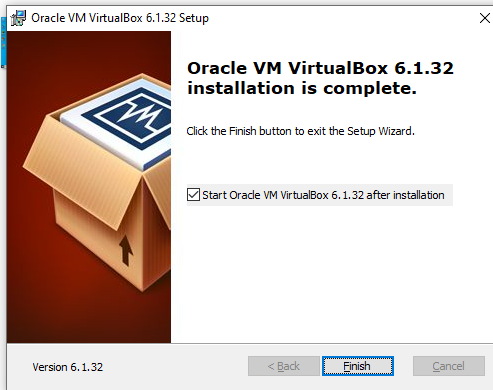 Oracle VM VirtualBox 6.1.32 Setup
Oracle VM VirtualBox 6.1.32
installation is complete.
Click the Finish button to exit the Setup Wizard.
Start Oracle VM VirtualBox 6.1.32 after installation
Version 6.1.32
< Back
Finish
Cancel